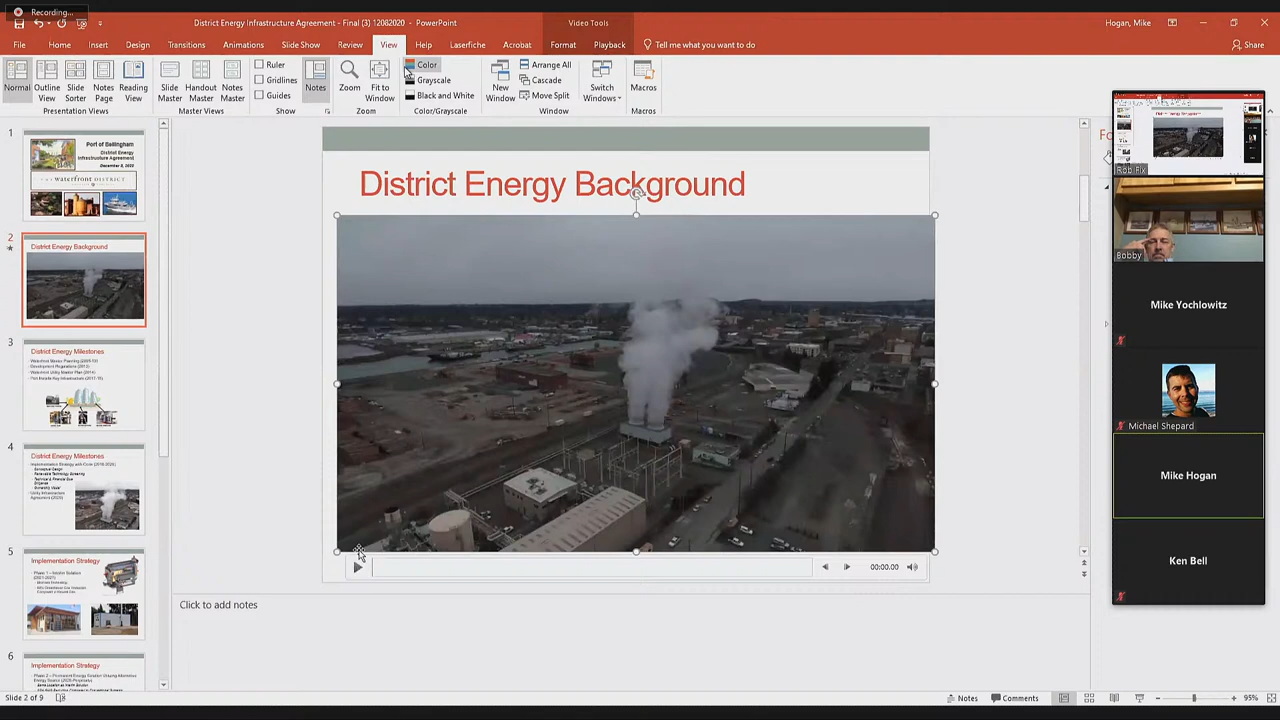 Recording...
District Energy Infrastructure Agreement - Final (3) 12082020 - PowerPoint
Video Tools
Hogan, Mike
File Home Insert Design Transitions Animations Slide Show Review View Help Laserfiche Acrobat Format Playback Tell me what you want to do Share
Normal
Outline View
Slide Sorter
Notes Page
Reading View
Presentation Views
Slide Master
Handout Master
Notes Master
Master Views
Ruler
Gridlines
Guides
Show
Notes
Zoom
Fit to Window
Zoom
Color
Grayscale
Black and White
Color/Grayscale
New Window
Arrange All
Cascade
Move Split
Window
Switch Windows
Macros
Macros
1
Port of Bellingham
District Energy
Infrastructure Agreement
December 8, 2020
WATERFRONT DISTRICT
2
District Energy Background
3
District Energy Milestones
4
District Energy Milestones
5
Implementation Strategy
6
Implementation Strategy
District Energy Background
00:00.00
Click to add notes
Rob Fix
Bobby
Mike Yochlowitz
Michael Shepard
Mike Hogan
Ken Bell
Slide 2 of 9
Notes
Comments
95%